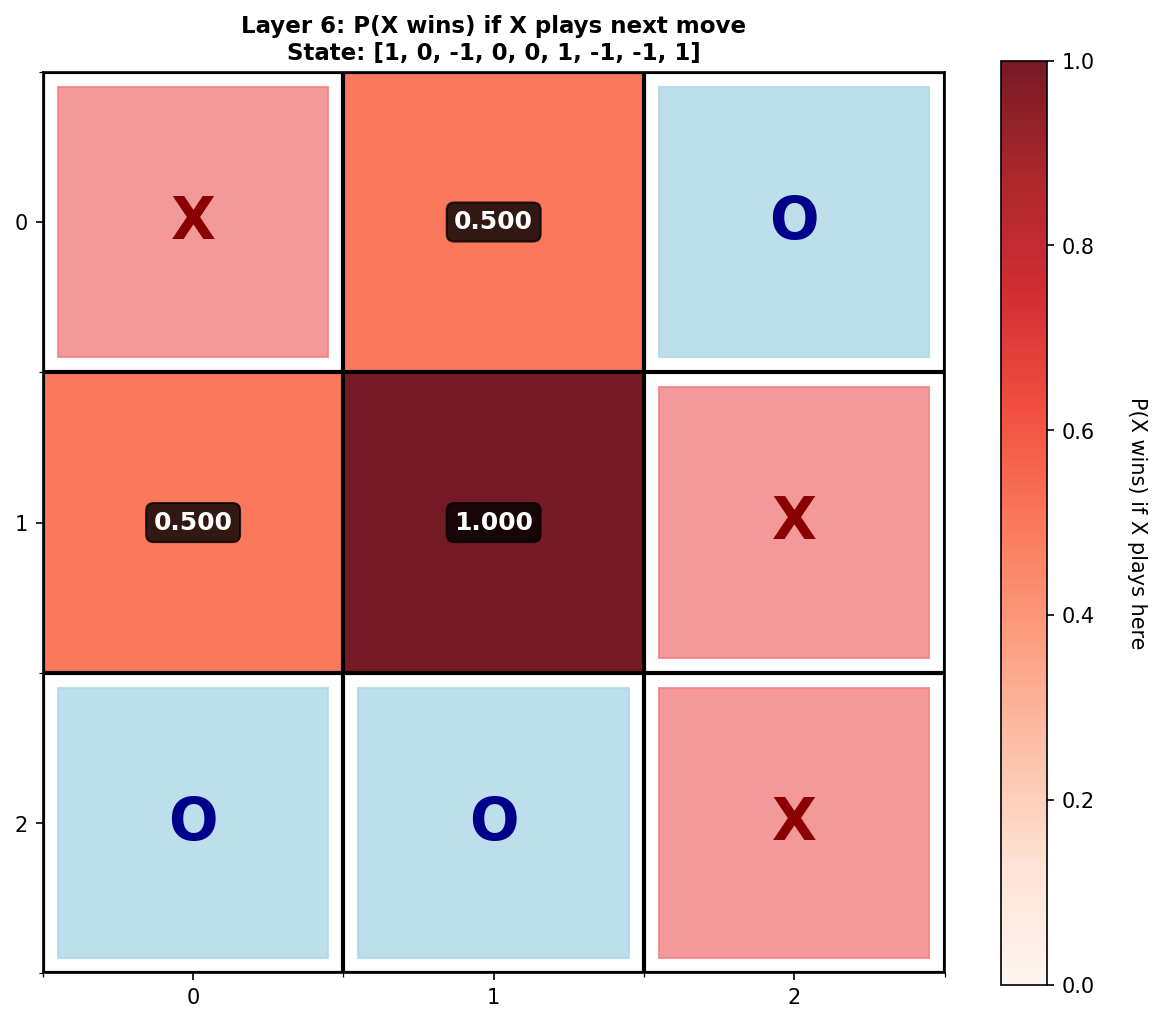 Layer 6: P(X wins) if X plays next move
State: [1, 0, -1, 0, 0, 1, -1, -1, 1]
0
X
0.500
O
1
0.500
1.000
X
2
O
O
X
0
1
2
1.0
0.8
0.6
0.4
0.2
0.0
P(X wins) if X plays here